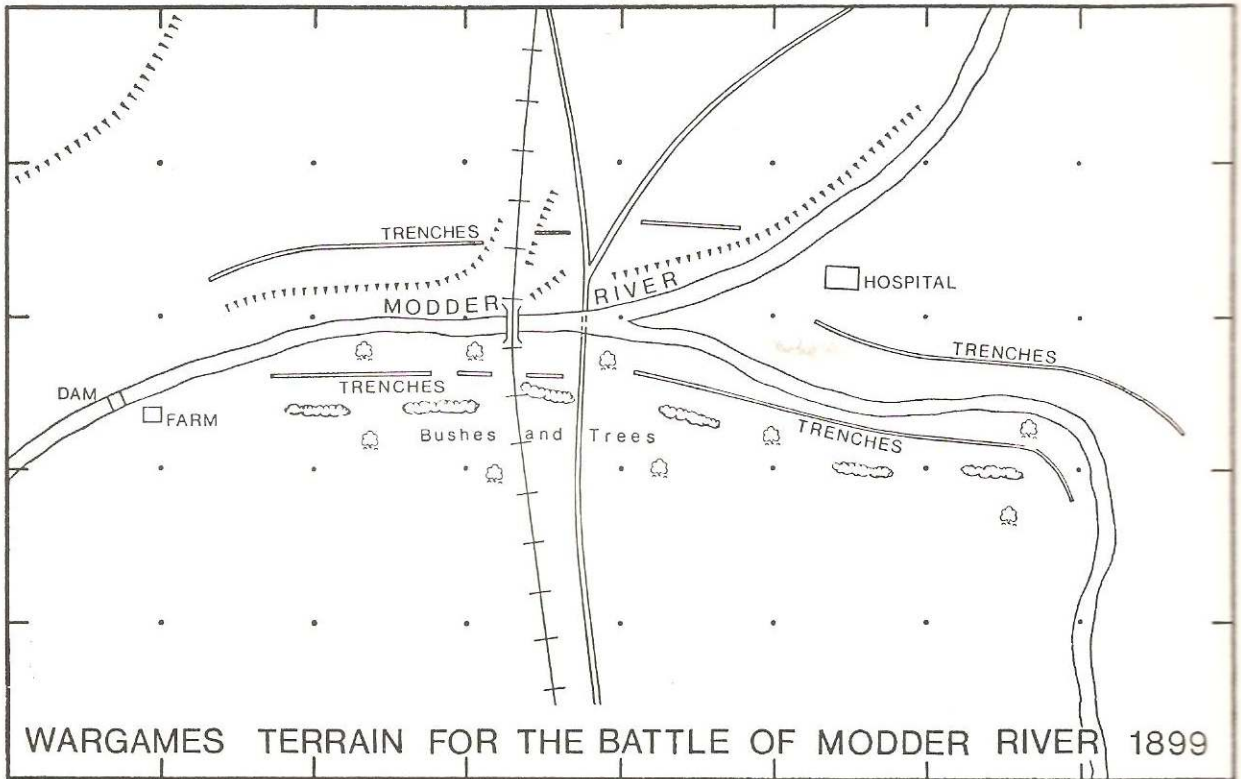 TRENCHES
MODDER RIVER
HOSPITAL
TRENCHES
DAM
TRENCHES
FARM
Bushes and Trees
TRENCHES
WARGAMES TERRAIN FOR THE BATTLE OF MODDER RIVER 1899